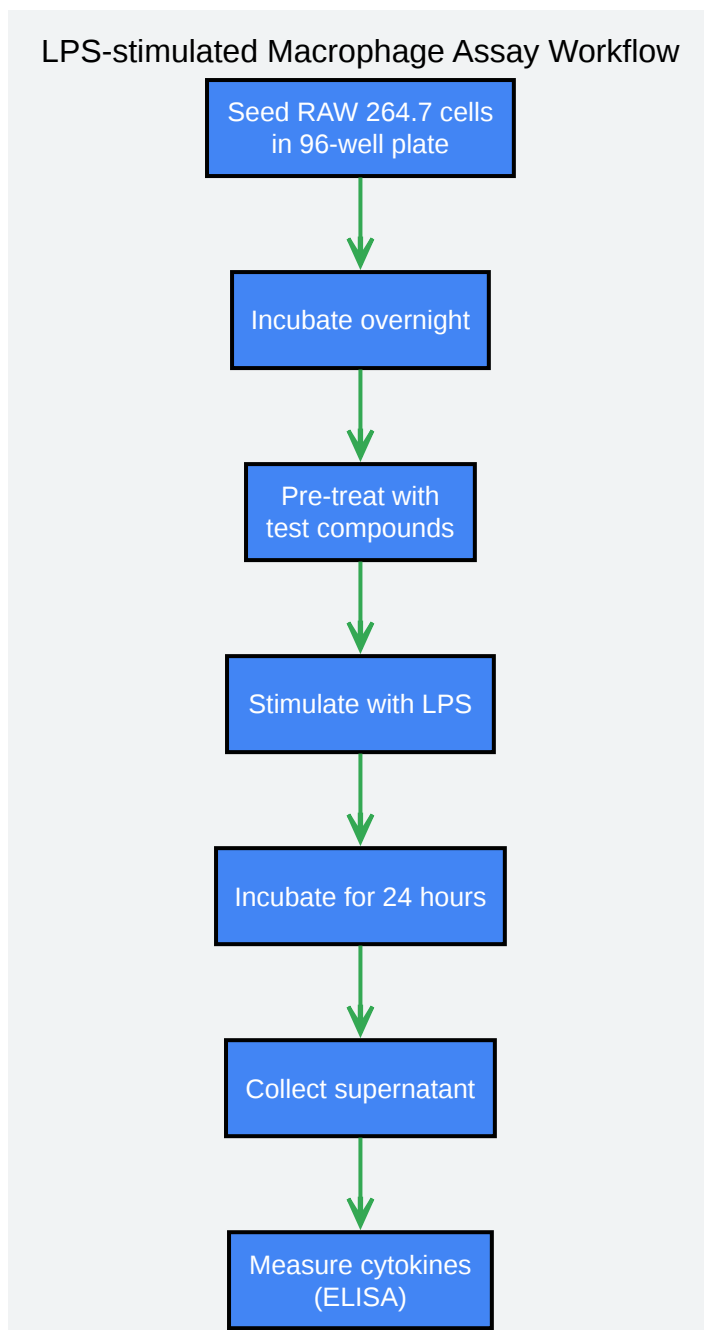 LPS-stimulated Macrophage Assay Workflow
Seed RAW 264.7 cells
in 96-well plate
Incubate overnight
Pre-treat with
test compounds
Stimulate with LPS
Incubate for 24 hours
Collect supernatant
Measure cytokines
(ELISA)